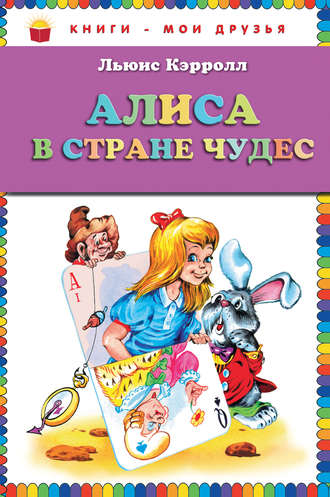 КНИГИ - МОИ ДРУЗЬЯ
Льюис Кэрролл
АЛИСА
В СТРАНЕ ЧУДЕС
А
I